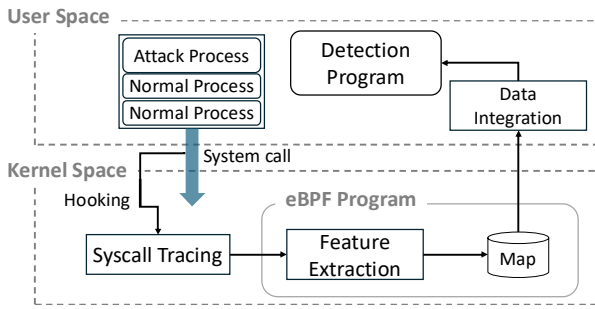 User Space
Attack Process
Normal Process
Normal Process
Detection
Program
Data
Integration
System call
Kernel Space
Hooking
eBPF Program
Syscall Tracing
Feature
Extraction
Map